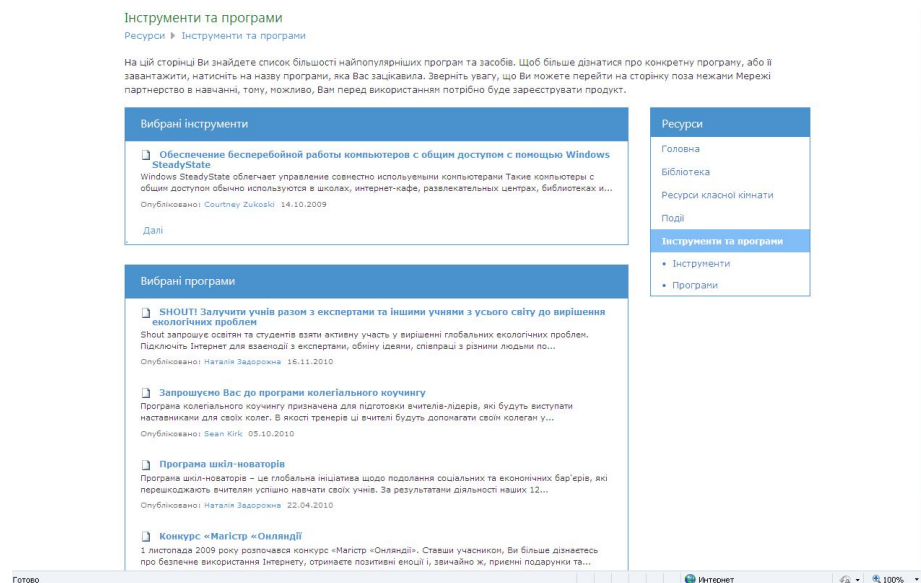 Інструменти та програми
Ресурси Інструменти та програми
На цій сторінці Ви знайдете список більшості найпопулярніших програм та засобів. Щоб більше дізнатися про конкретну програму, або її
завантажити, натисніть на назву програми, яка Вас зацікавила. Зверніть увагу, що Ви можете перейти на сторінку поза межами Мережі
партнерство в навчанні, тому, можливо, Вам перед використанням потрібно буде зареєструвати продукт.
Вибрані інструменти
Обеспечение бесперебойной работы компьютеров с общим доступом с помощью Windows
SteadyState
Windows SteadyState облегчает управление совместно используемыми компьютерами Такие компьютеры с
общим доступом обычно используются в школах, интернет-кафе, развлекательных центрах, библиотеках и...
Опубліковано: Courtney Zukoski 14.10.2009
Далі
Вибрані програми
SHOUT! Залучити учнів разом з експертами та іншими учнями з усього світу до вирішення
екологічних проблем
Shout запрошує освітян та студентів взяти активну участь у вирішенні глобальних екологічних проблем.
Підключіть Інтернет для взаємодії з експертами, обміну ідеями, співпраці з різними людьми по...
Опубліковано: Наталія Задорожна 16.11.2010
Запрошуємо Вас до програми колегіального коучингу
Програма колегіального коучингу призначена для підготовки вчителів-лідерів, які будуть виступати
наставниками для своїх колег. В якості тренерів ці вчителі будуть допомагати своїм колегам у...
Опубліковано: Sean Kirk 05.10.2010
Програма шкіл-новаторів
Програма шкіл-новаторів – це глобальна ініціатива щодо подолання соціальних та економічних бар'єрів, які
перешкоджають вчителям успішно навчати своїх учнів. За результатами діяльності наших 12...
Опубліковано: Наталія Задорожна 22.04.2010
Конкурс «Магістр «Онляндії
1 листопада 2009 року розпочався конкурс «Магістр «Онляндії». Ставши учасником, Ви більше дізнаєтесь
про безпечне використання Інтернету, отримаєте позитивні емоції і, звичайно ж, приємні подарунки та...
Ресурси
Головна
Бібліотека
Ресурси класної кімнати
Події
Інструменти та програми
• Інструменти
• Програми
Готово
Интернет
100%